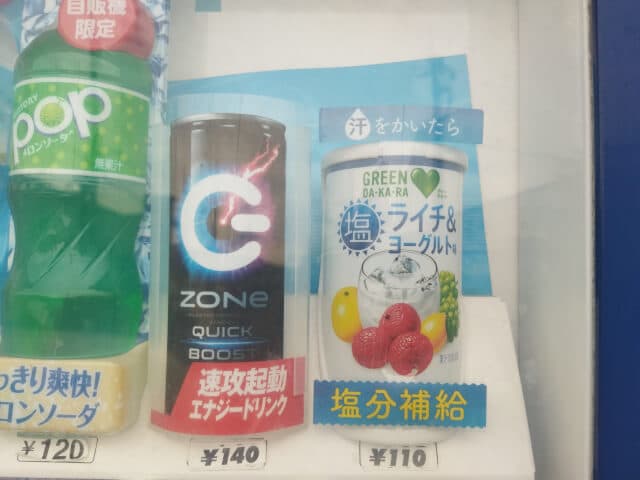 自販機
限定
SUNTORY
pop
メロンソーダ
無果汁
っきり爽快!
ロンソーダ
¥120
ZONe
QUICK
BOOST
速攻起動
エナジードリンク
¥140
汗をかいたら
GREEN
DA・KA・RA
塩
ライチ&
ヨーグルト味
塩分補給
¥110